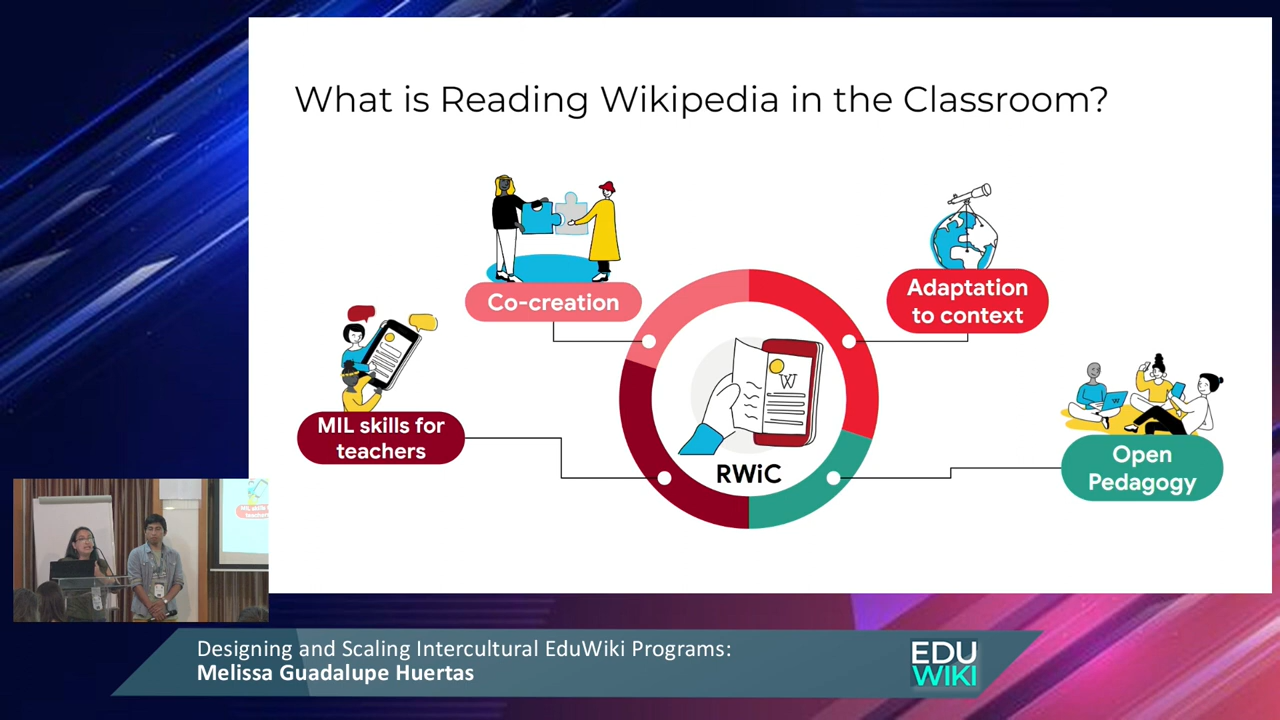 What is Reading Wikipedia in the Classroom?
Co-creation
Adaptation
to context
MIL skills for
teachers
W
W
RWiC
Open
Pedagogy
Designing and Scaling Intercultural EduWiki Programs:
Melissa Guadalupe Huertas
EDU
WIKI